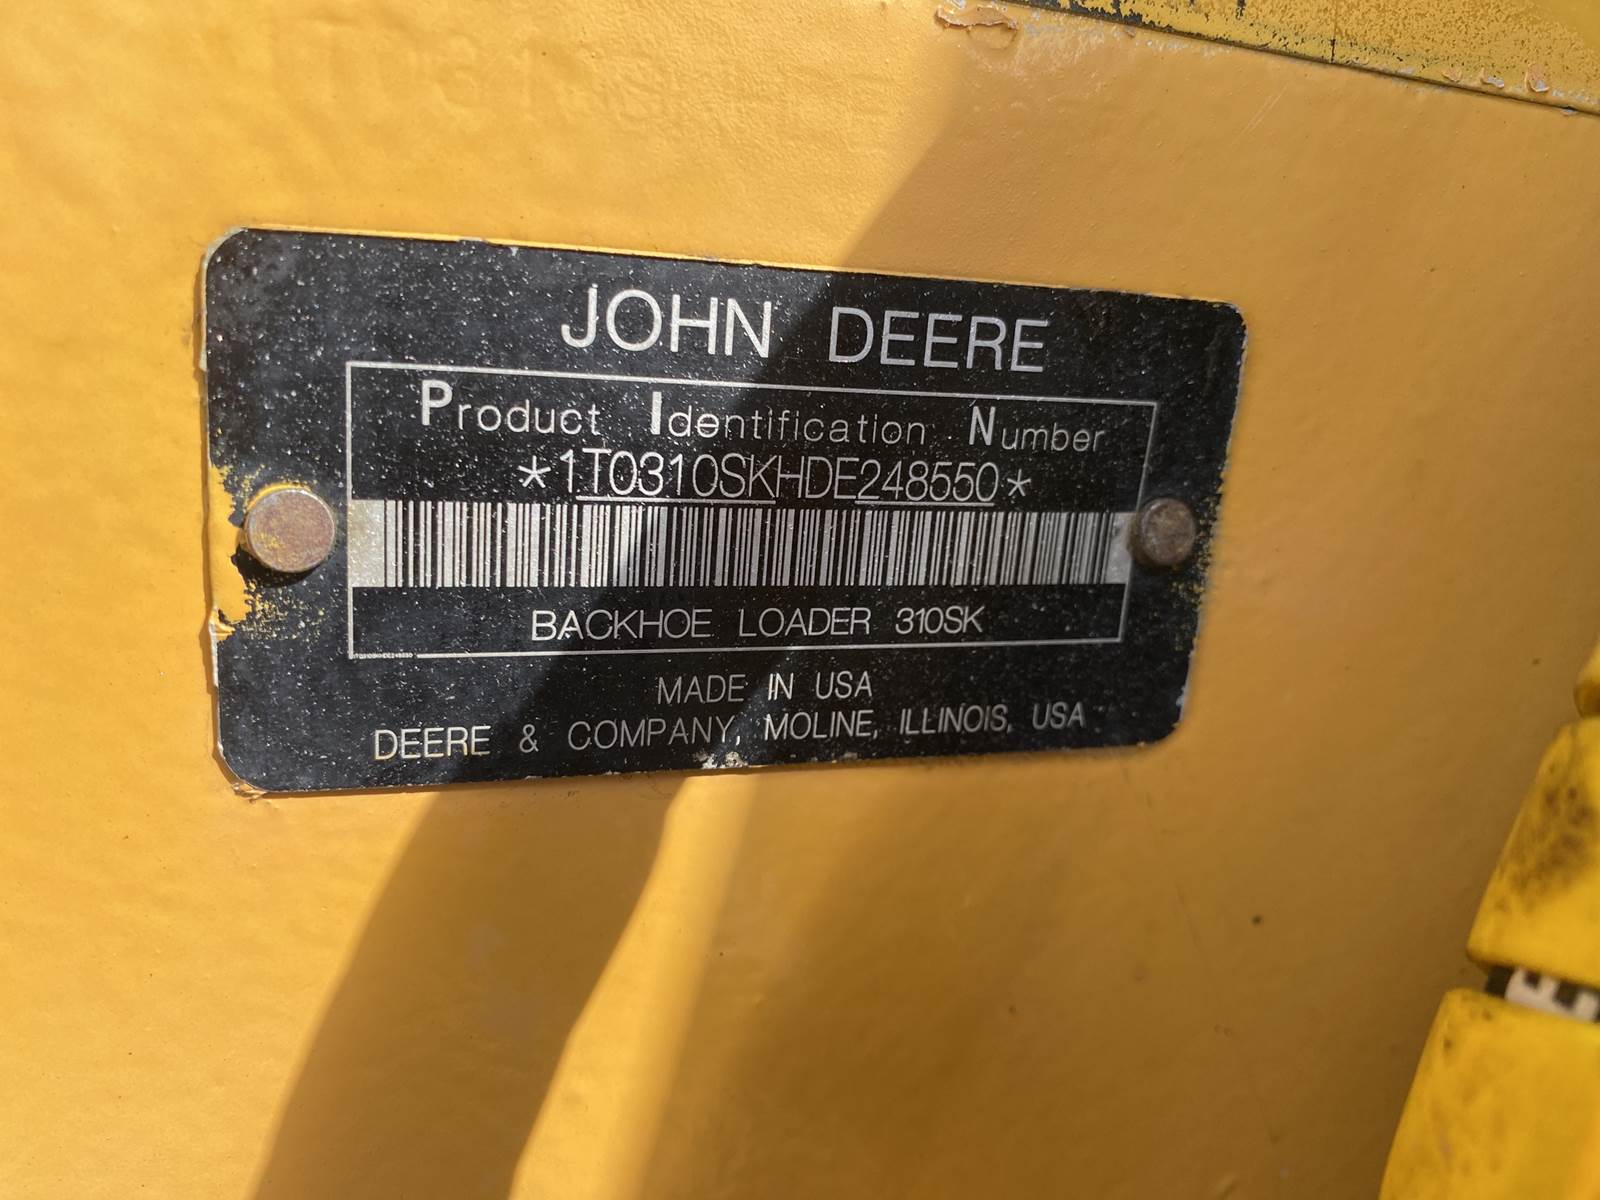 JOHN DEERE
Product Identification Number
*1T0310SKHDE248550*
BACKHOE LOADER 310SK
MADE IN USA
DEERE & COMPANY, MOLINE, ILLINOIS, USA